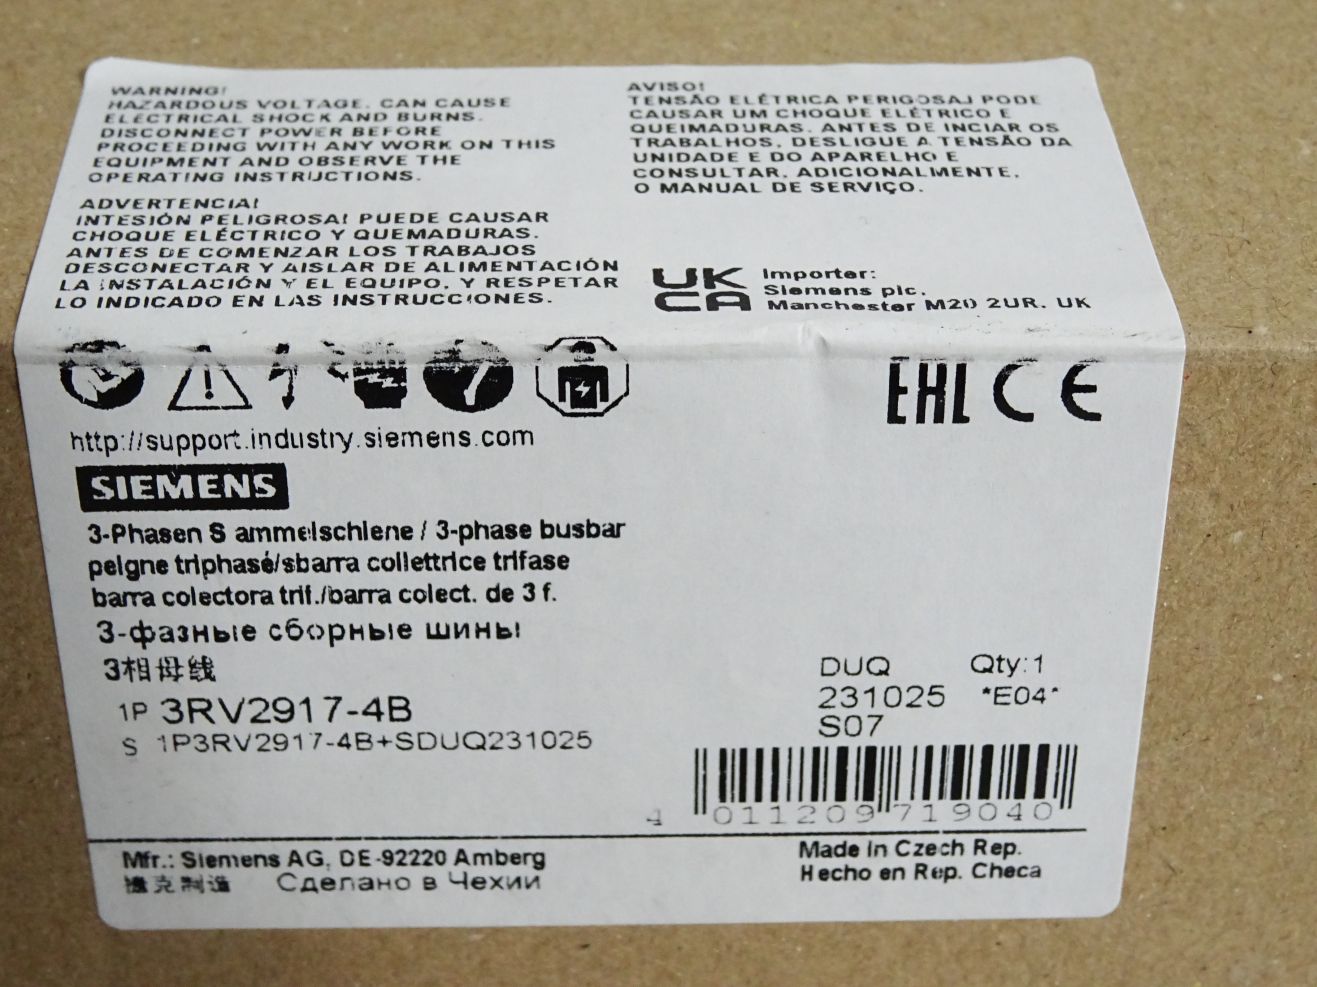 WARNING!
HAZARDOUS VOLTAGE. CAN CAUSE
ELECTRICAL SHOCK AND BURNS.
DISCONNECT POWER BEFORE
PROCEEDING WITH ANY WORK ON THIS
EQUIPMENT AND OBSERVE THE
OPERATING INSTRUCTIONS.
ADVERTENCIA!
INTESIÓN PELIGROSA! PUEDE CAUSAR
CHOQUE ELÉCTRICO Y QUEMADURAS.
ANTES DE COMENZAR LOS TRABAJOS
DESCONECTAR Y AISLAR DE ALIMENTACIÓN
LA INSTALACIÓN Y EL EQUIPO, Y RESPETAR
LO INDICADO EN LAS INSTRUCCIONES.
AVISO!
TENSÃO ELÉTRICA PERIGOSAJ PODE
CAUSAR UM CHOQUE ELÉTRICO E
QUEIMADURAS. ANTES DE INCIAR OS
TRABALHOS, DESLIGUE A TENSÃO DA
UNIDADE E DO APARELHO E
CONSULTAR, ADICIONALMENTE,
O MANUAL DE SERVIÇO.
UK
CA
Importer:
Siemens plc,
Manchester M20 2UR, UK
EAC CE
http://support.industry.siemens.com
SIEMENS
3-Phasen S ammelschiene / 3-phase busbar
peigne triphasé/sbarra collettrice trifase
barra colectora trif./barra colect. de 3 f.
3-фазные сборные шины
3相母线
1P 3RV2917-4B
S 1P3RV2917-4B+SDUQ231025
DUQ Qty:1
231025 *E04*
S07
4 011209 719040
Mfr.: Siemens AG, DE-92220 Amberg
捷克制造 Сделано в Чехии
Made in Czech Rep.
Hecho en Rep. Checa